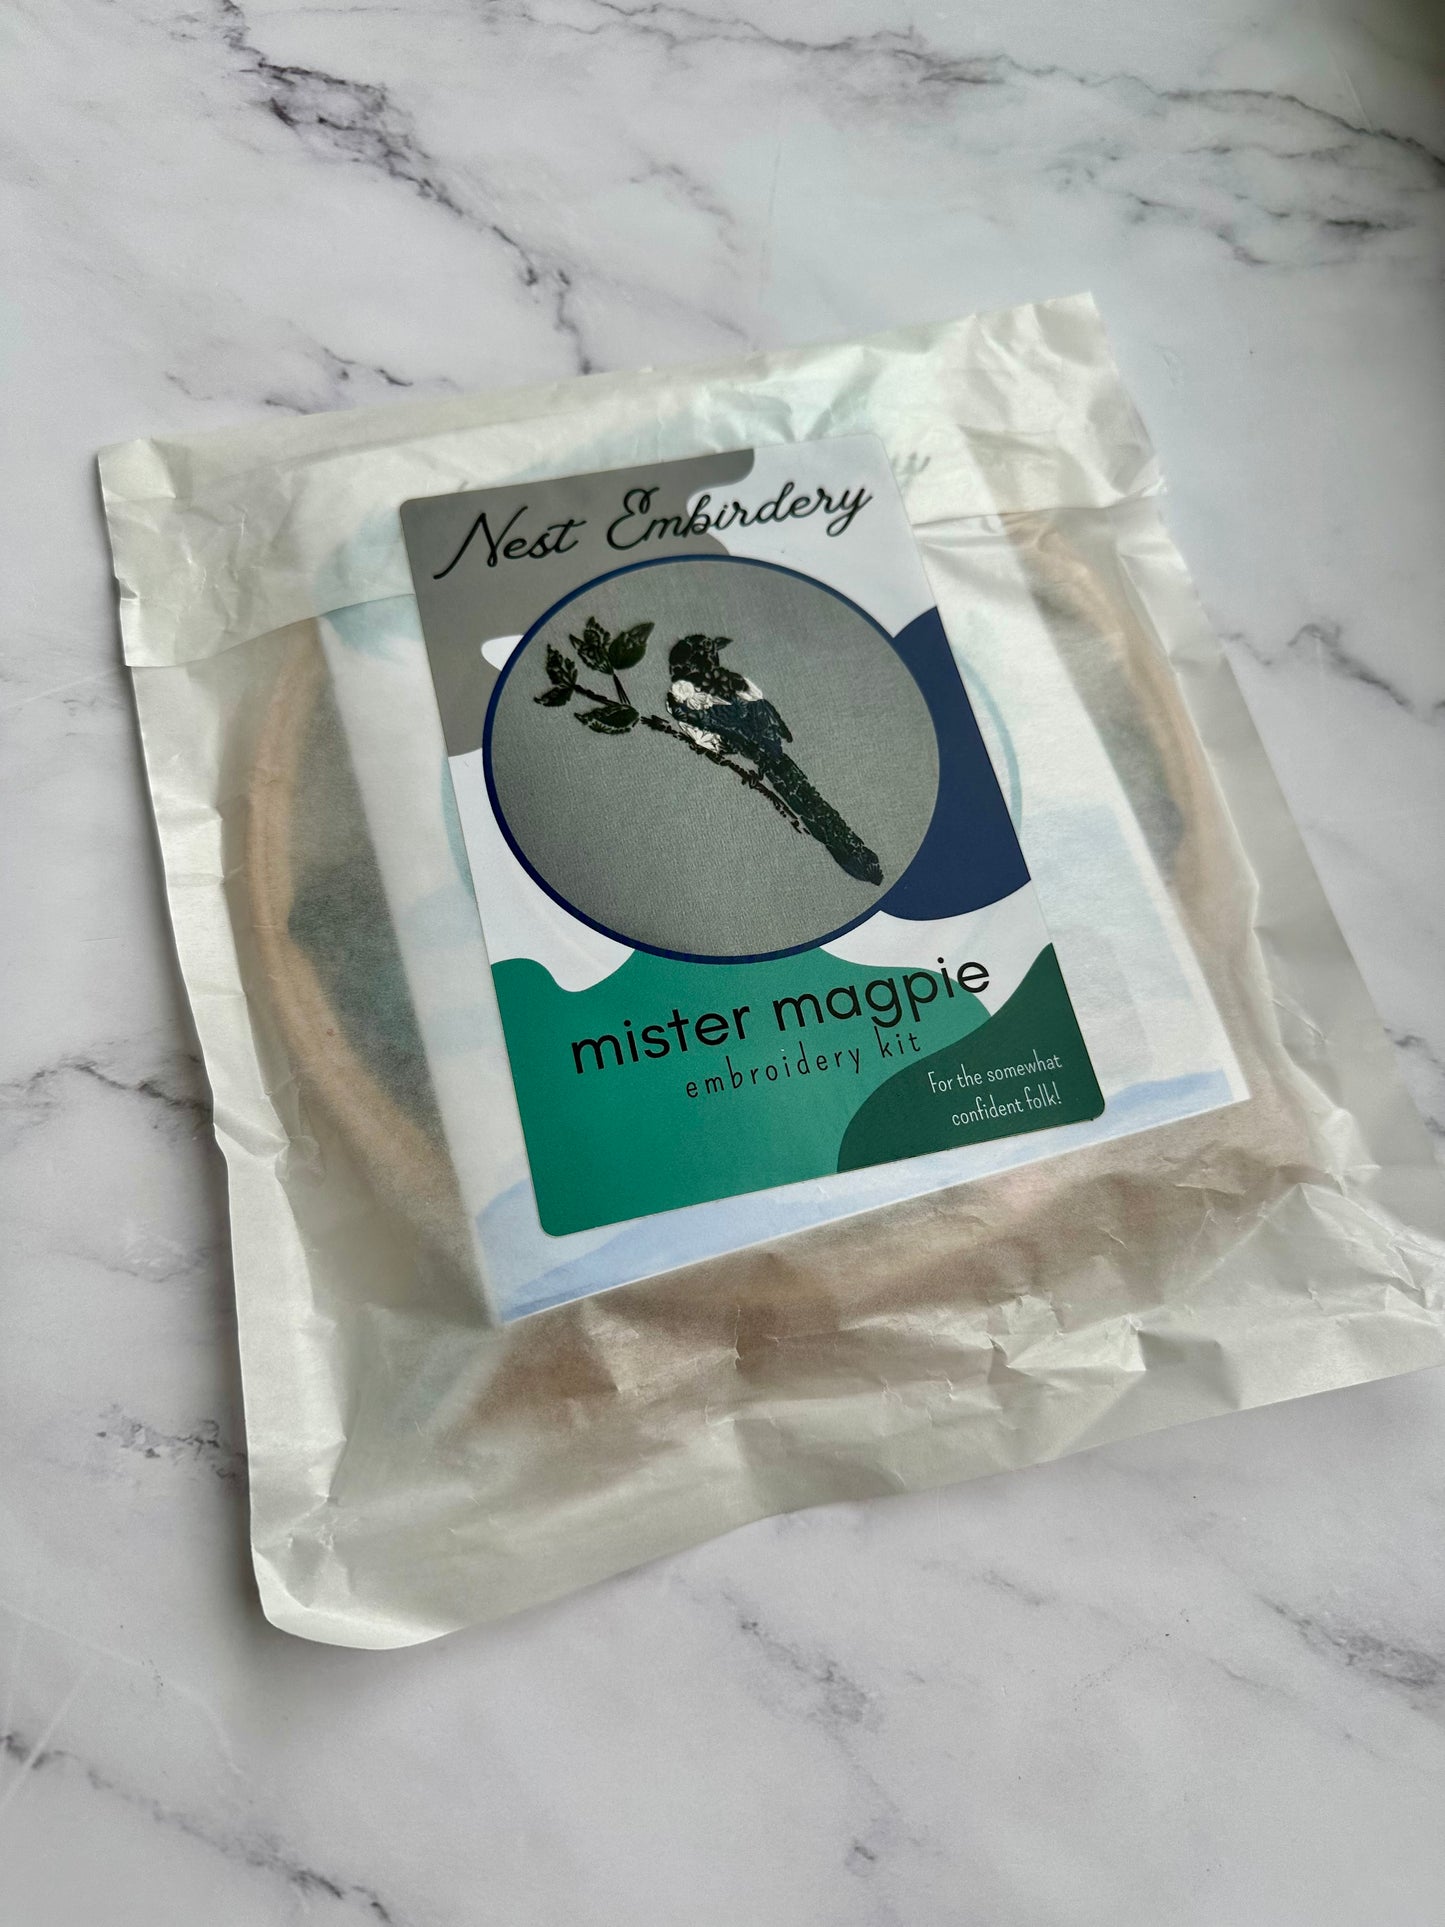 Nest Embirdery
mister magpie
embroidery kit
For the somewhat
confident folk!